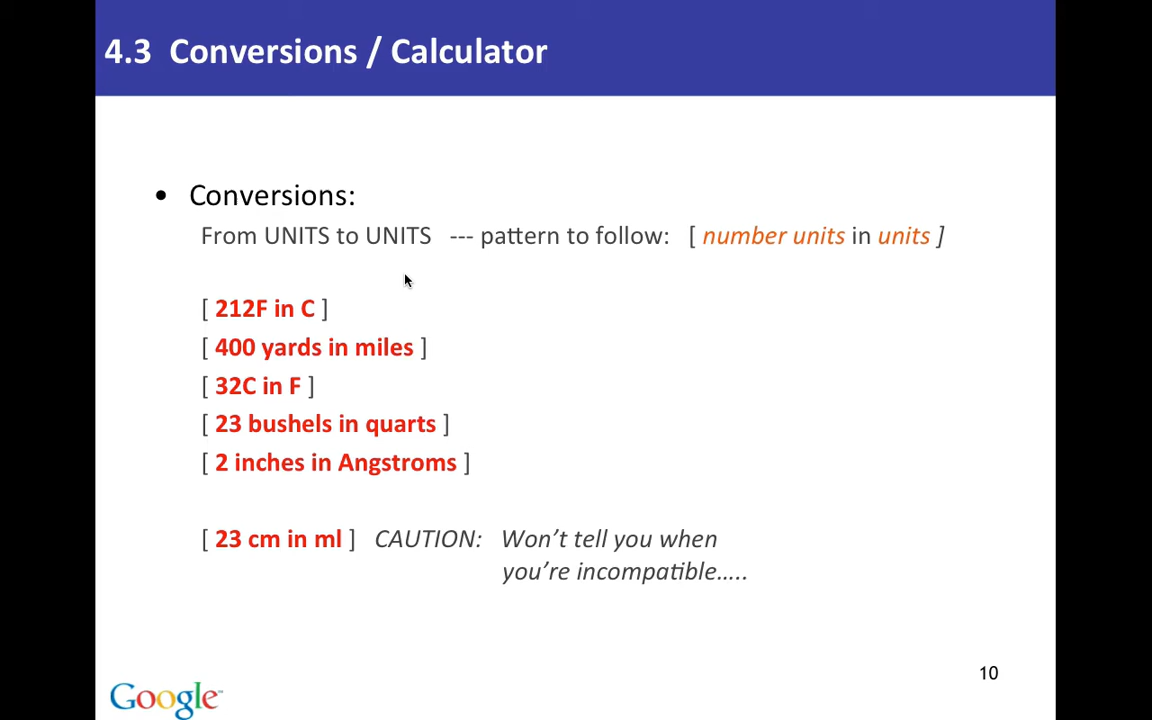 4.3 Conversions / Calculator
• Conversions:
From UNITS to UNITS --- pattern to follow: [ number units in units ]
[ 212F in C ]
[ 400 yards in miles ]
[ 32C in F ]
[ 23 bushels in quarts ]
[ 2 inches in Angstroms ]
[ 23 cm in ml ] CAUTION: Won’t tell you when
you’re incompatible…..
10
Google™